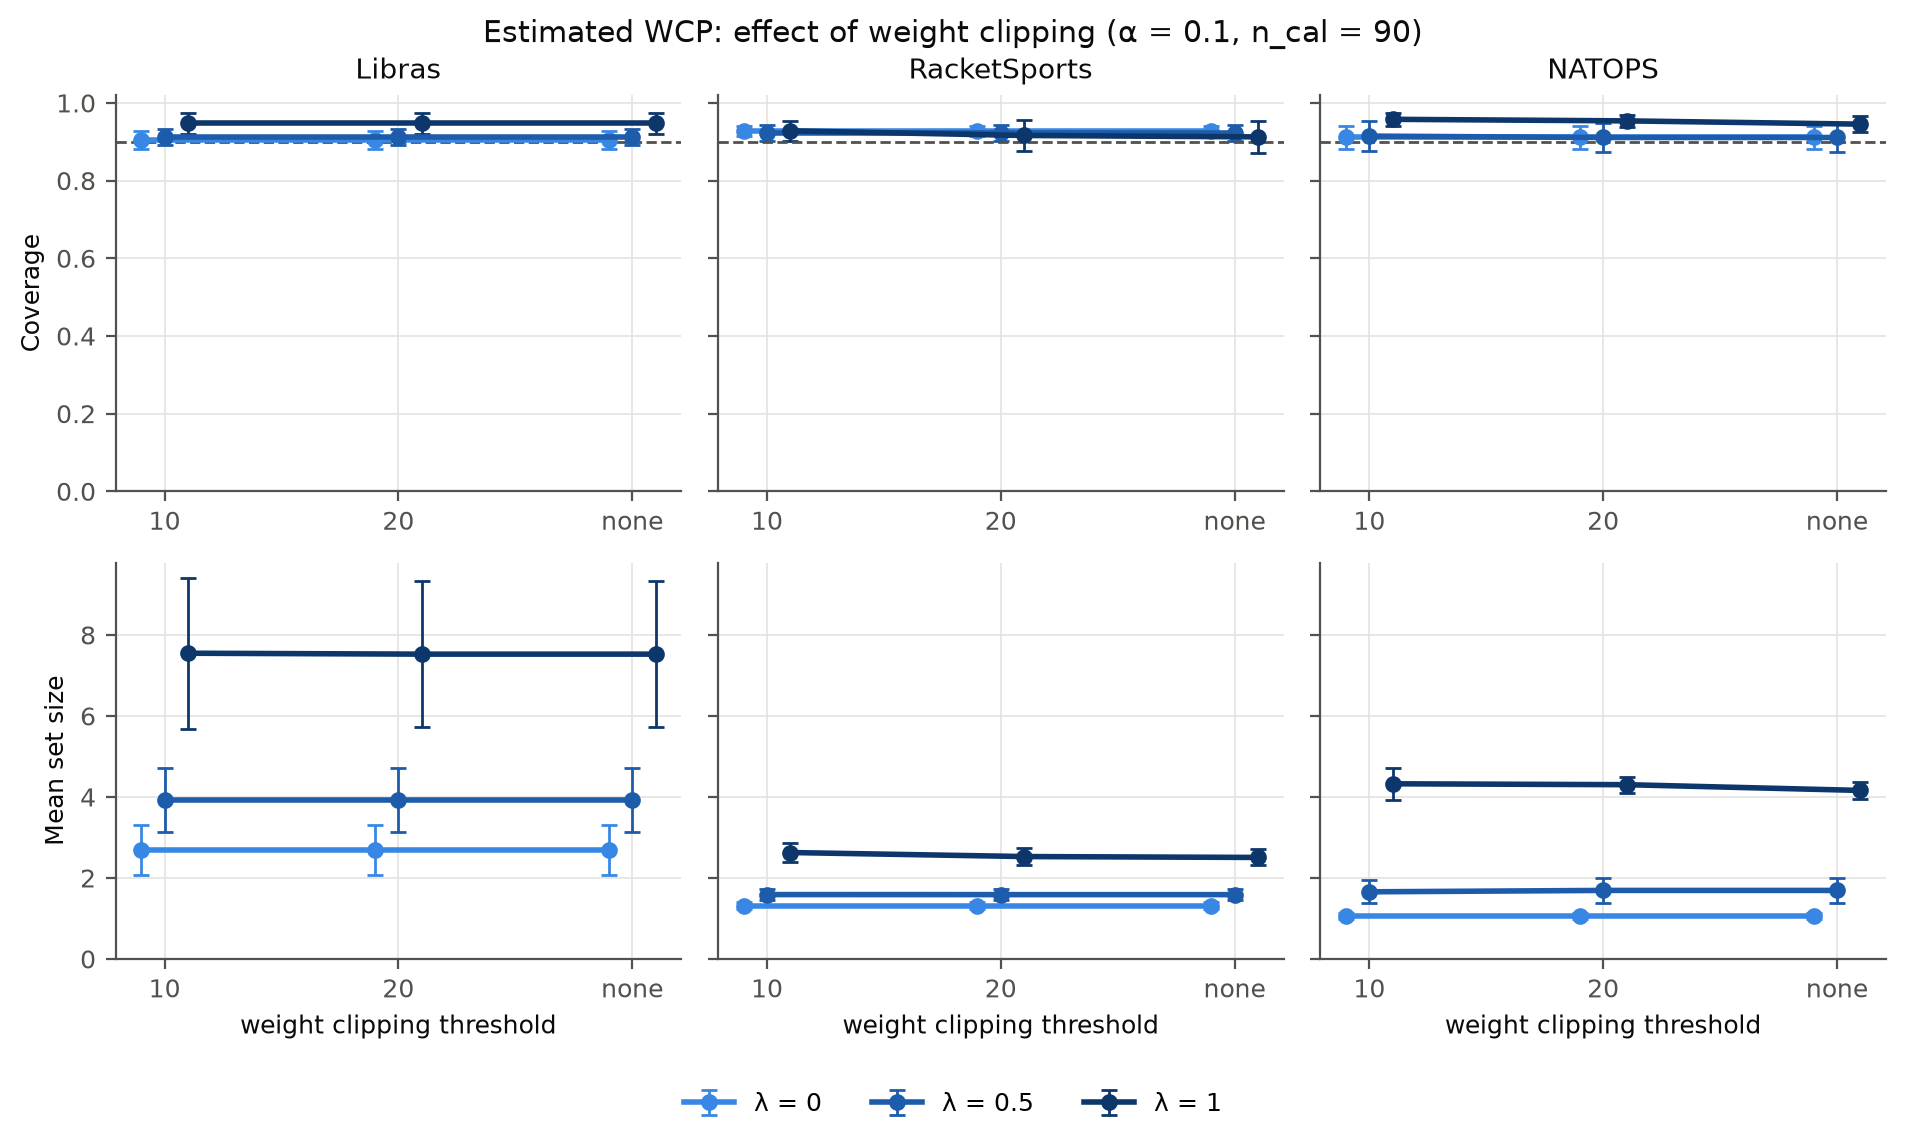 Estimated WCP: effect of weight clipping (α = 0.1, n_cal = 90)
Libras
RacketSports
NATOPS
Coverage
1.0
0.8
0.6
0.4
0.2
0.0
10
20
none
10
20
none
10
20
none
Mean set size
8
6
4
2
0
10
20
none
10
20
none
10
20
none
weight clipping threshold
weight clipping threshold
weight clipping threshold
λ = 0
λ = 0.5
λ = 1